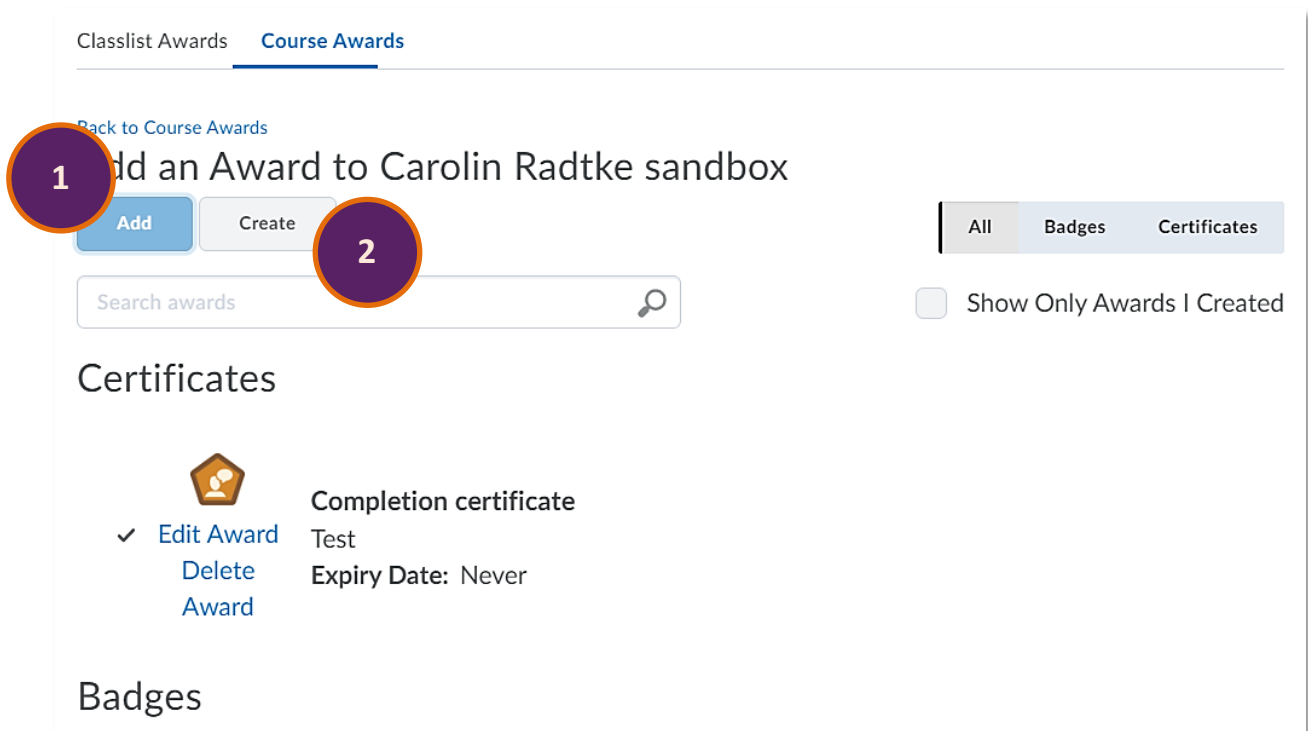 Classlist Awards Course Awards
Back to Course Awards
1
dd an Award to Carolin Radtke sandbox
Add Create
2
All Badges Certificates
Search awards
Show Only Awards I Created
Certificates
Completion certificate
Edit Award
Test
Delete
Award
Expiry Date: Never
Badges